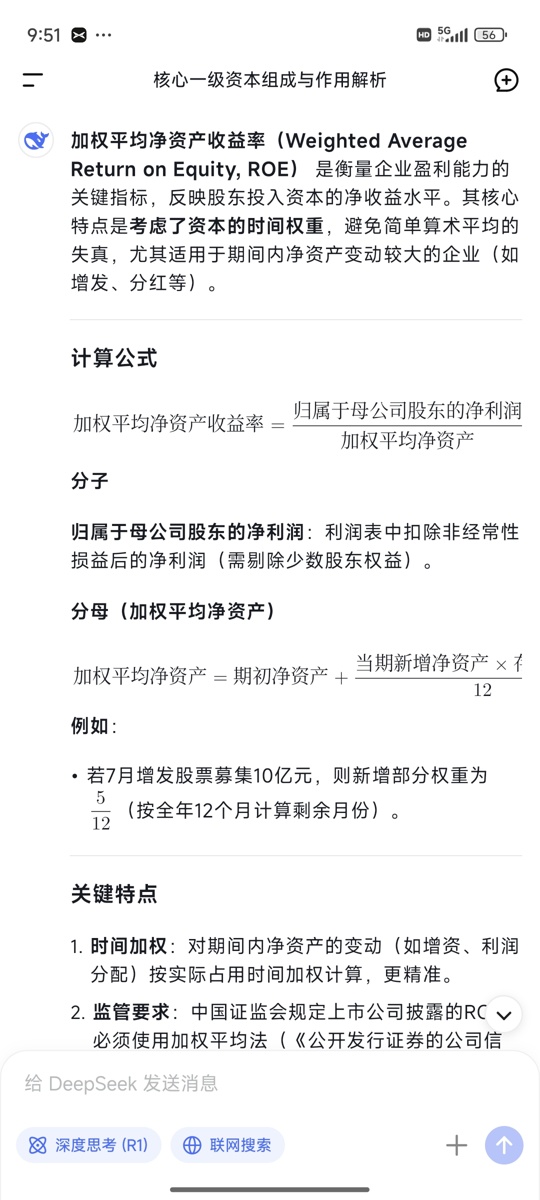 9:51 ... HD 5G 56
核心一级资本组成与作用解析
加权平均净资产收益率（Weighted Average
Return on Equity, ROE） 是衡量企业盈利能力的
关键指标，反映股东投入资本的净收益水平。其核心
特点是考虑了资本的时间权重，避免简单算术平均的
失真，尤其适用于期间内净资产变动较大的企业（如
增发、分红等）。
计算公式
加权平均净资产收益率 = 归属于母公司股东的净利润
加权平均净资产
分子
归属于母公司股东的净利润：利润表中扣除非经常性
损益后的净利润（需剔除少数股东权益）。
分母（加权平均净资产）
加权平均净资产 = 期初净资产 + 当期新增净资产 ×
12
例如：
• 若7月增发股票募集10亿元，则新增部分权重为
5
12 （按全年12个月计算剩余月份）。
关键特点
1. 时间加权：对期间内净资产的变动（如增资、利润
分配）按实际占用时间加权计算，更精准。
2. 监管要求：中国证监会规定上市公司披露的RO
必须使用加权平均法（《公开发行证券的公司信
给 DeepSeek 发送消息
深度思考 (R1) 联网搜索